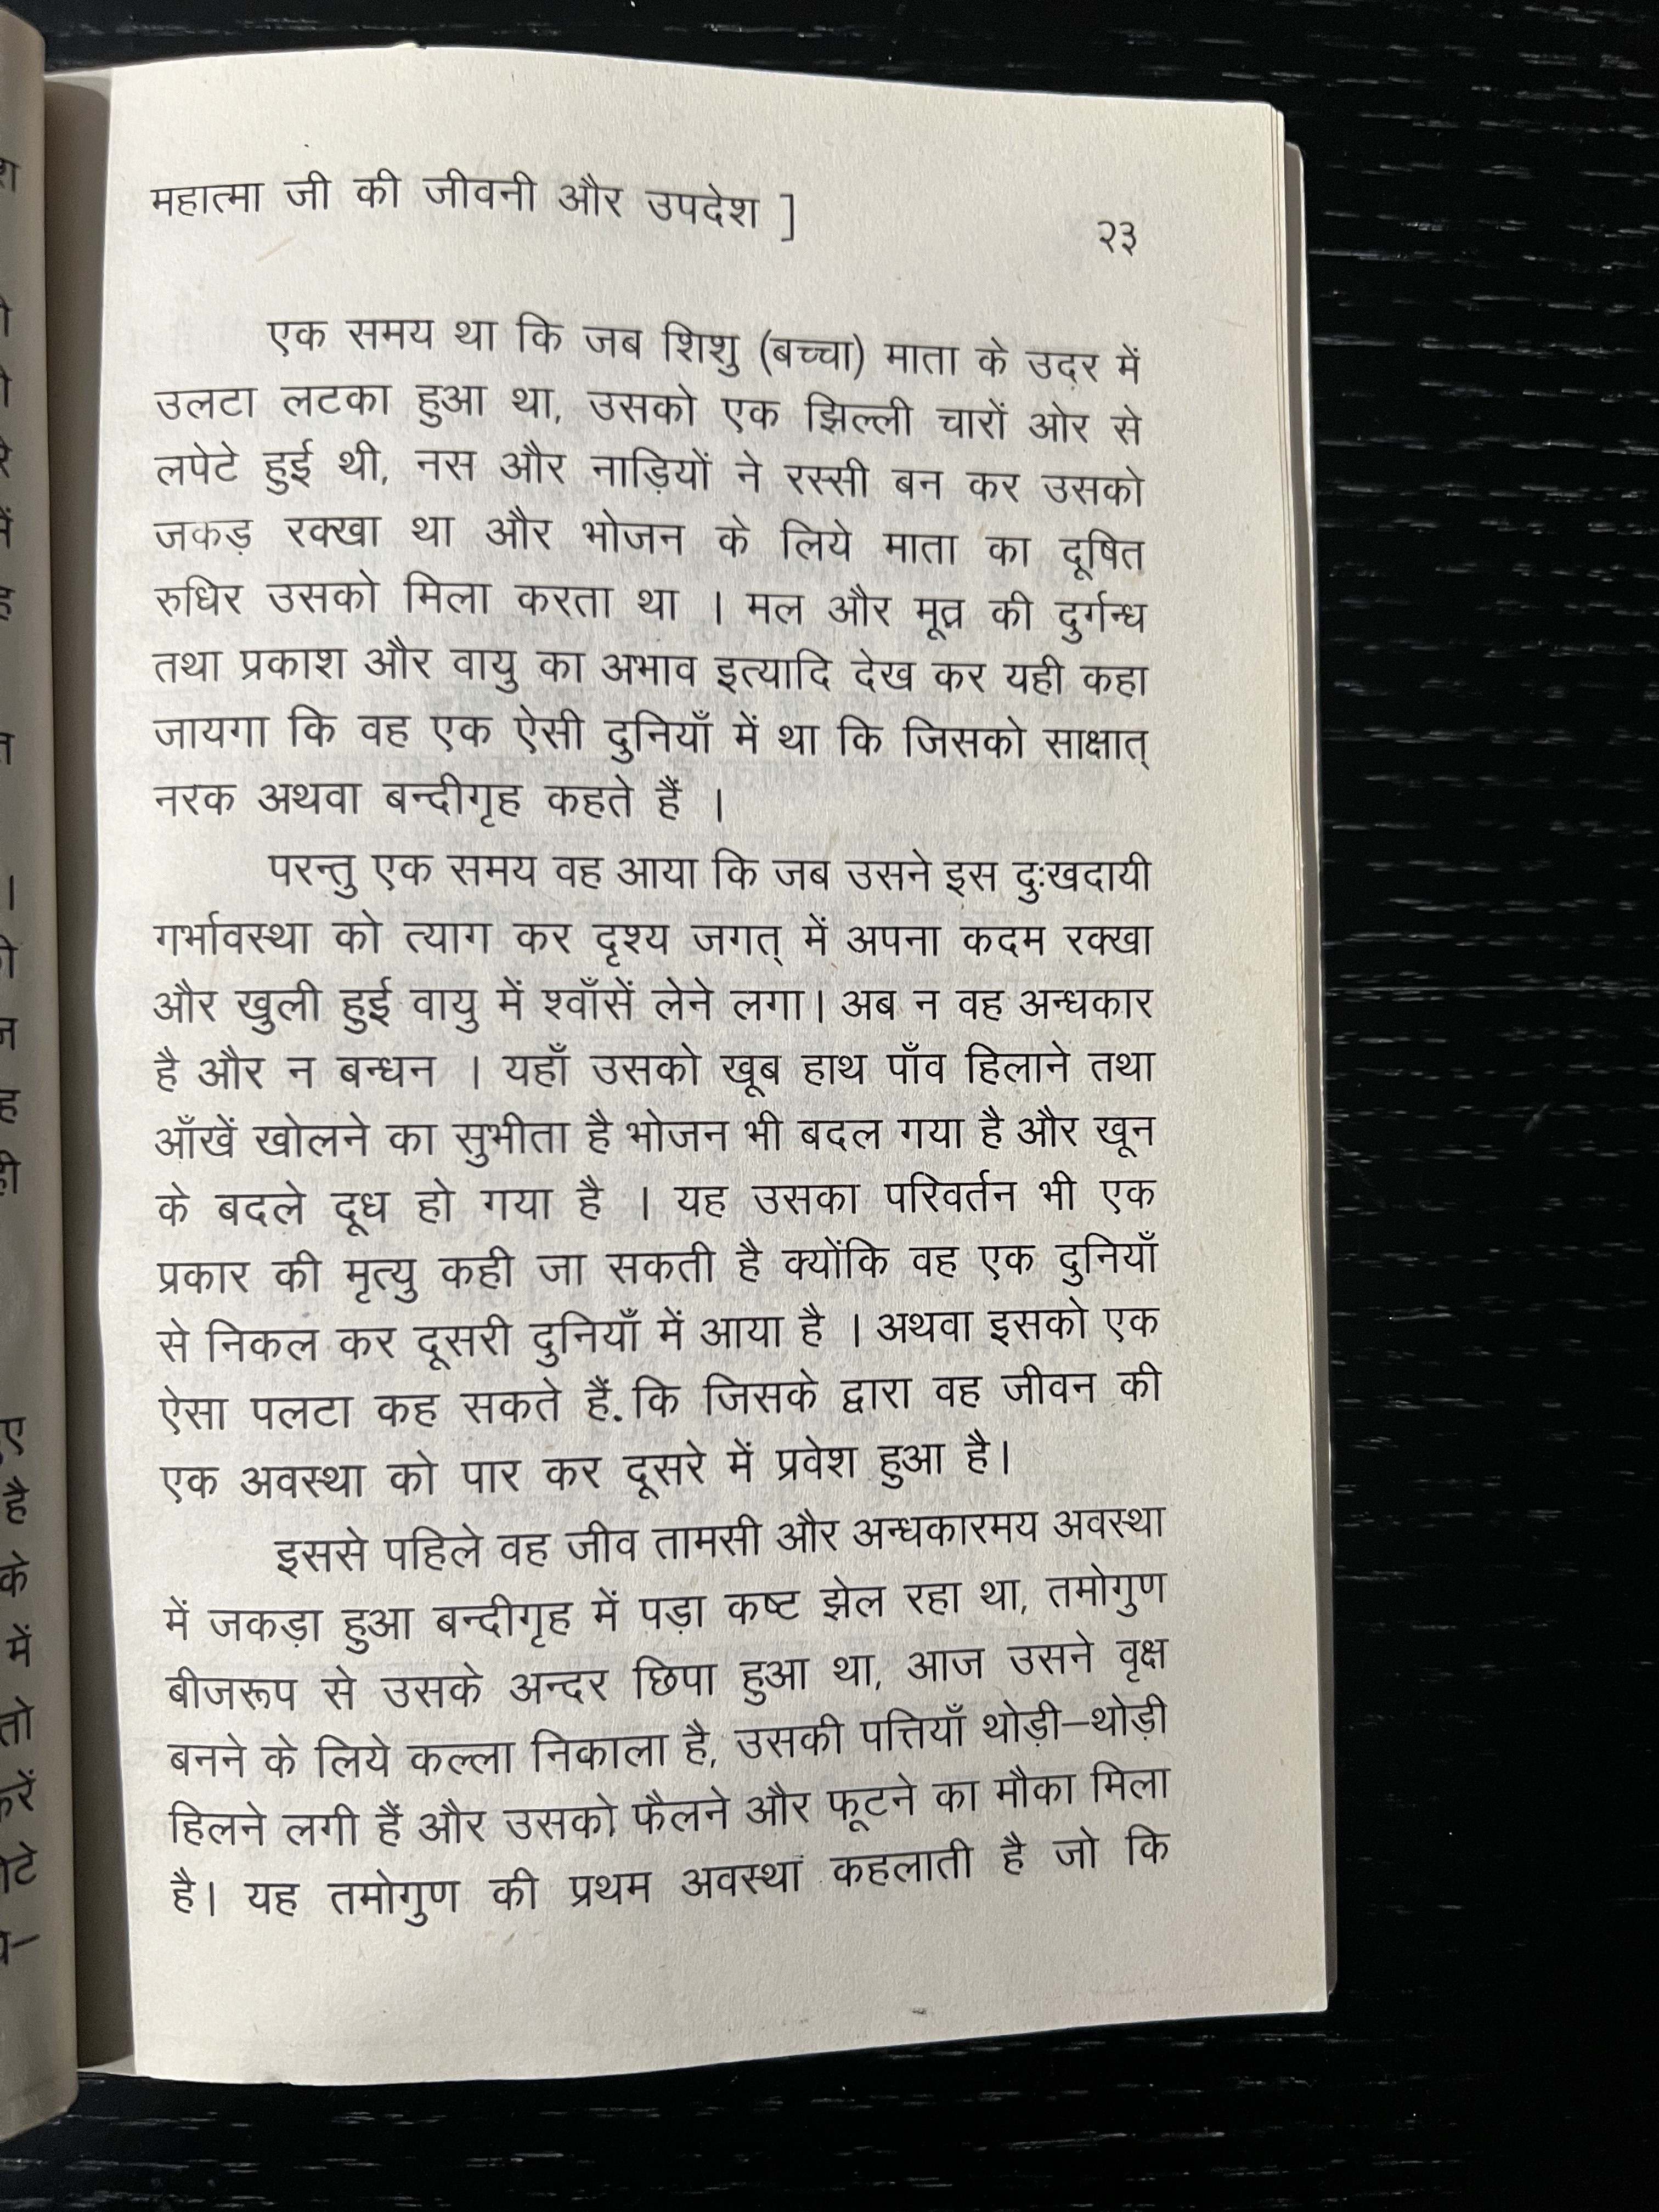 महात्मा जी की जीवनी और उपदेश ]
२३
एक समय था कि जब शिशु (बच्चा) माता के उदर में
उलटा लटका हुआ था, उसको एक झिल्ली चारों ओर से
लपेटे हुई थी, नस और नाड़ियों ने रस्सी बन कर उसको
जकड़ रक्खा था और भोजन के लिये माता का दूषित
रुधिर उसको मिला करता था । मल और मूत्र की दुर्गन्ध
तथा प्रकाश और वायु का अभाव इत्यादि देख कर यही कहा
जायगा कि वह एक ऐसी दुनियाँ में था कि जिसको साक्षात्
नरक अथवा बन्दीगृह कहते हैं ।
परन्तु एक समय वह आया कि जब उसने इस दुःखदायी
गर्भावस्था को त्याग कर दृश्य जगत् में अपना कदम रक्खा
और खुली हुई वायु में श्वाँसें लेने लगा। अब न वह अन्धकार
है और न बन्धन । यहाँ उसको खूब हाथ पाँव हिलाने तथा
आँखें खोलने का सुभीता है भोजन भी बदल गया है और खून
के बदले दूध हो गया है । यह उसका परिवर्तन भी एक
प्रकार की मृत्यु कही जा सकती है क्योंकि वह एक दुनियाँ
से निकल कर दूसरी दुनियाँ में आया है । अथवा इसको एक
ऐसा पलटा कह सकते हैं. कि जिसके द्वारा वह जीवन की
एक अवस्था को पार कर दूसरे में प्रवेश हुआ है।
इससे पहिले वह जीव तामसी और अन्धकारमय अवस्था
में जकड़ा हुआ बन्दीगृह में पड़ा कष्ट झेल रहा था, तमोगुण
बीजरूप से उसके अन्दर छिपा हुआ था, आज उसने वृक्ष
बनने के लिये कल्ला निकाला है, उसकी पत्तियाँ थोड़ी–थोड़ी
हिलने लगी हैं और उसको फैलने और फूटने का मौका मिला
है। यह तमोगुण की प्रथम अवस्था कहलाती है जो कि